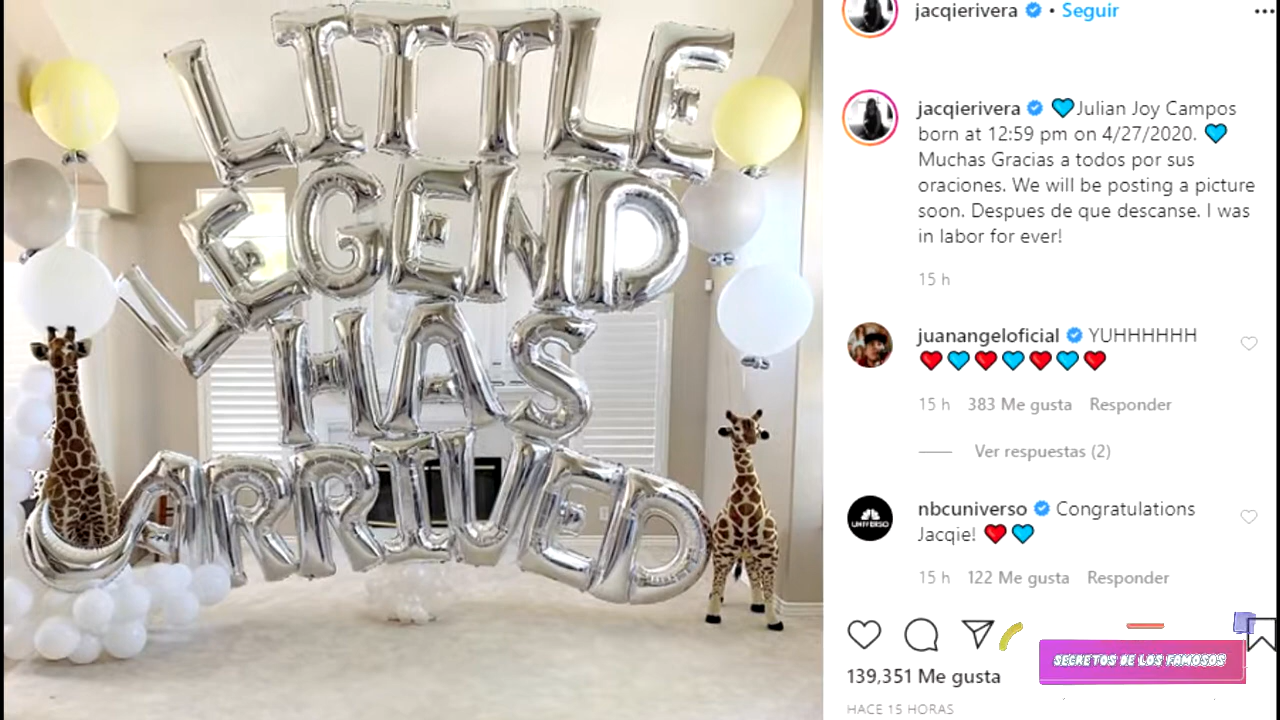 LITTLE
LEGEND
HAS
ARRIVED
jacqierivera • Seguir
jacqierivera 💙Julian Joy Campos
born at 12:59 pm on 4/27/2020. 💙
Muchas Gracias a todos por sus
oraciones. We will be posting a picture
soon. Despues de que descanse. I was
in labor for ever!
15 h
juanangeloficial YUHHHHHH
❤️💙❤️💙❤️💙❤️
15 h 383 Me gusta Responder
Ver respuestas (2)
nbcuniverso Congratulations
Jacqie! ❤️💙
UNIVERSO
15 h 122 Me gusta Responder
139,351 Me gusta
HACE 15 HORAS
SECRETOS DE LOS FAMOSOS